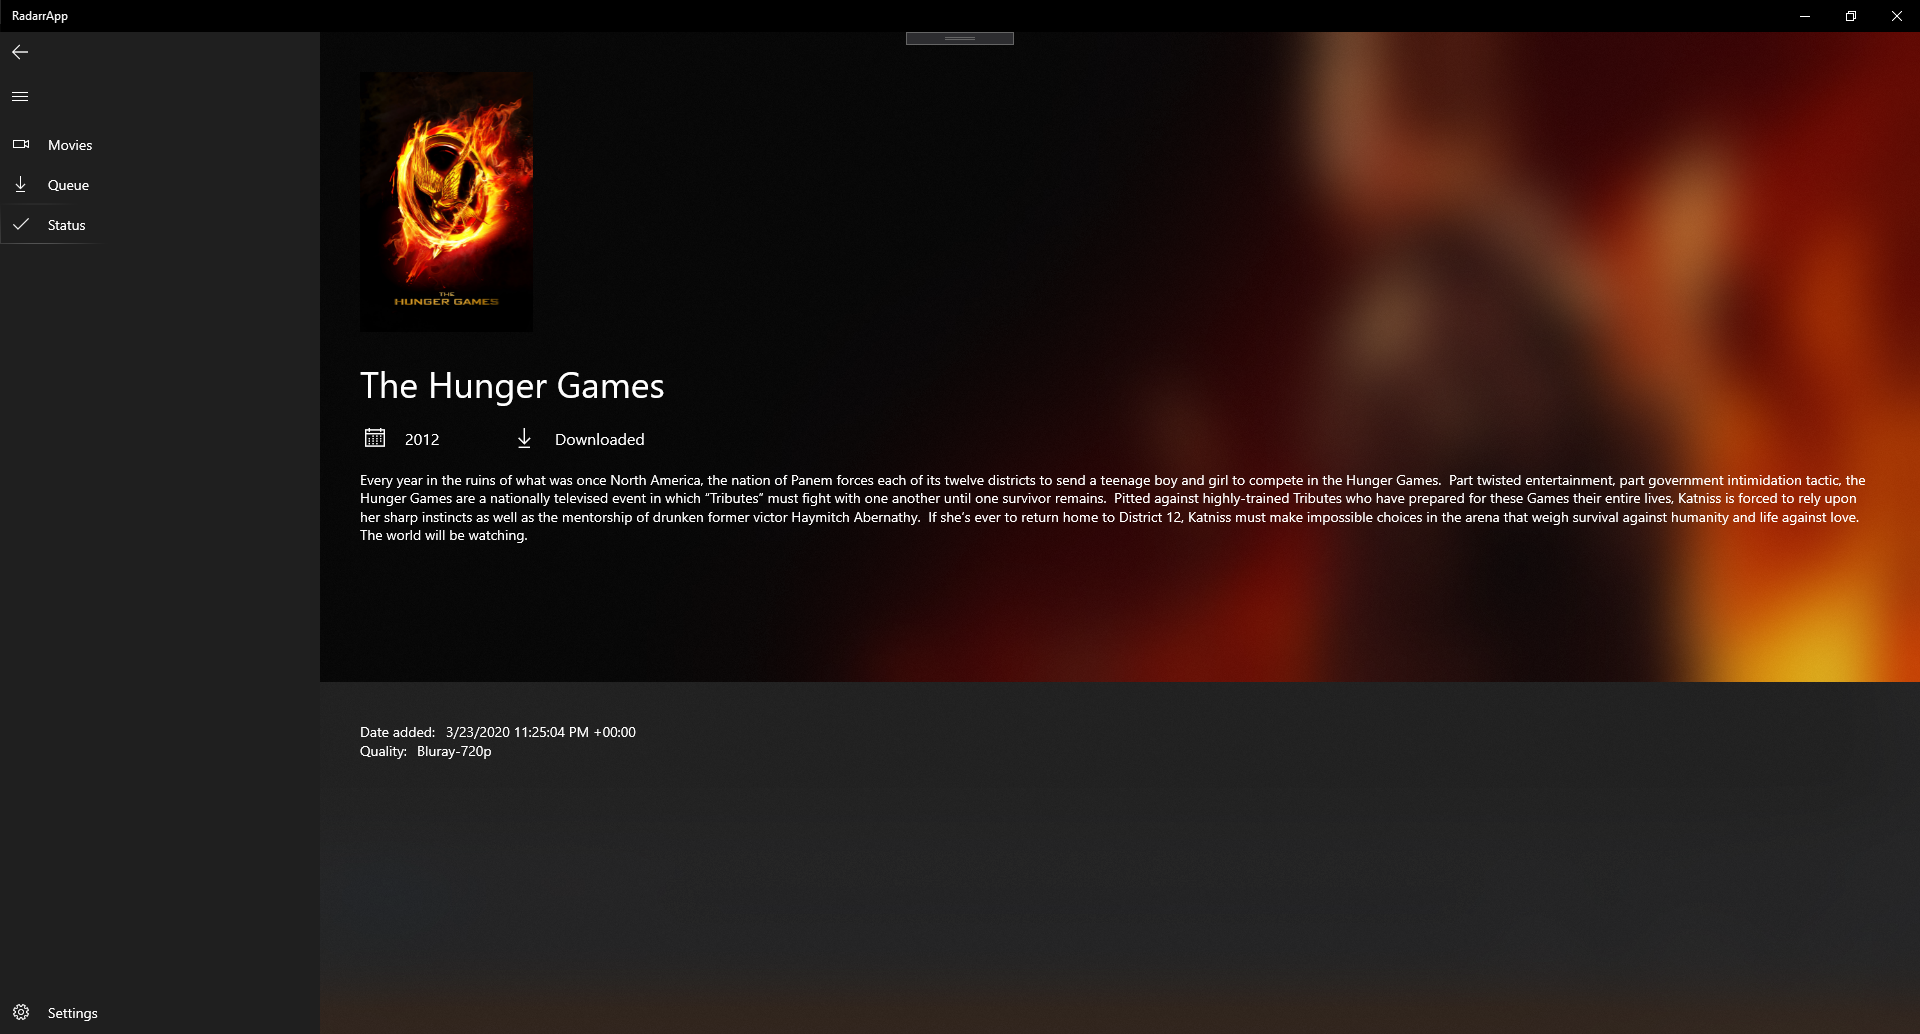 RadarrApp
Movies
Queue
Status
THE
HUNGER GAMES
The Hunger Games
2012 Downloaded
Every year in the ruins of what was once North America, the nation of Panem forces each of its twelve districts to send a teenage boy and girl to compete in the Hunger Games.  Part twisted entertainment, part government intimidation tactic, the
Hunger Games are a nationally televised event in which “Tributes” must fight with one another until one survivor remains.  Pitted against highly-trained Tributes who have prepared for these Games their entire lives, Katniss is forced to rely upon
her sharp instincts as well as the mentorship of drunken former victor Haymitch Abernathy.  If she’s ever to return home to District 12, Katniss must make impossible choices in the arena that weigh survival against humanity and life against love.
The world will be watching.
Date added: 3/23/2020 11:25:04 PM +00:00
Quality: Bluray-720p
Settings